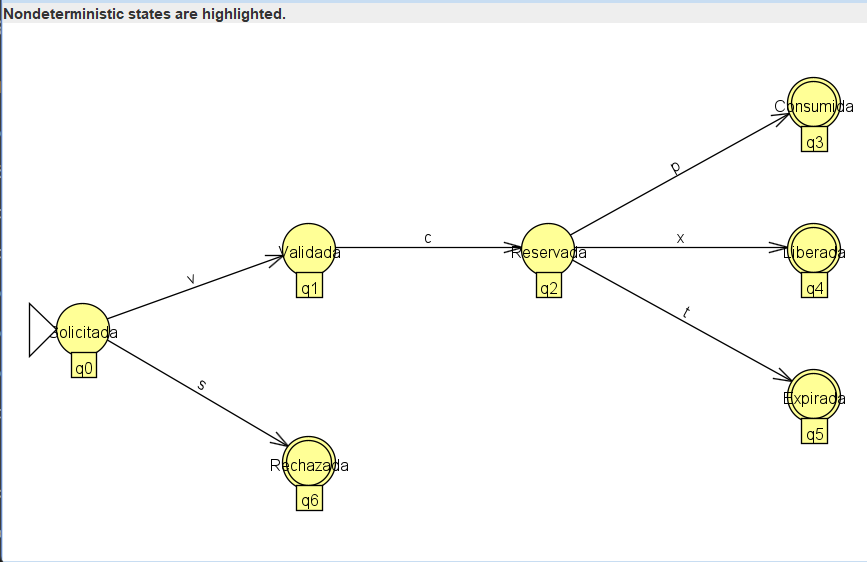 Nondeterministic states are highlighted.
Consumida
q3
p
Validada
q1
c
Reservada
q2
x
Liberada
q4
v
Solicitada
q0
t
s
Expirada
q5
Rechazada
q6